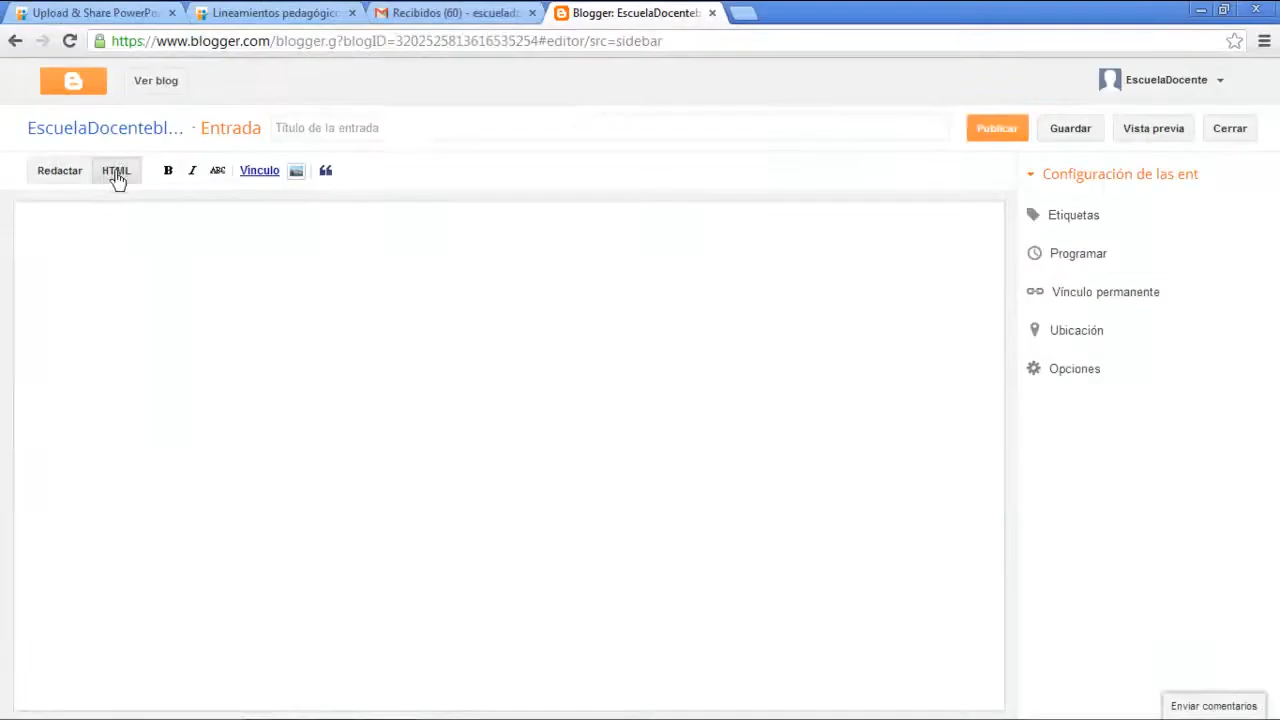 Upload & Share PowerPo
Lineamientos pedagógico
Recibidos (60) - escuelad
Blogger: EscuelaDocenteb
https://www.blogger.com/blogger.g?blogID=3202525813616535254#editor/src=sidebar
Ver blog
EscuelaDocente
EscuelaDocentebl... · Entrada
Título de la entrada
Publicar
Guardar
Vista previa
Cerrar
Redactar
HTML
B
I
ABC
Vínculo
Configuración de las ent
Etiquetas
Programar
Vínculo permanente
Ubicación
Opciones
Enviar comentarios